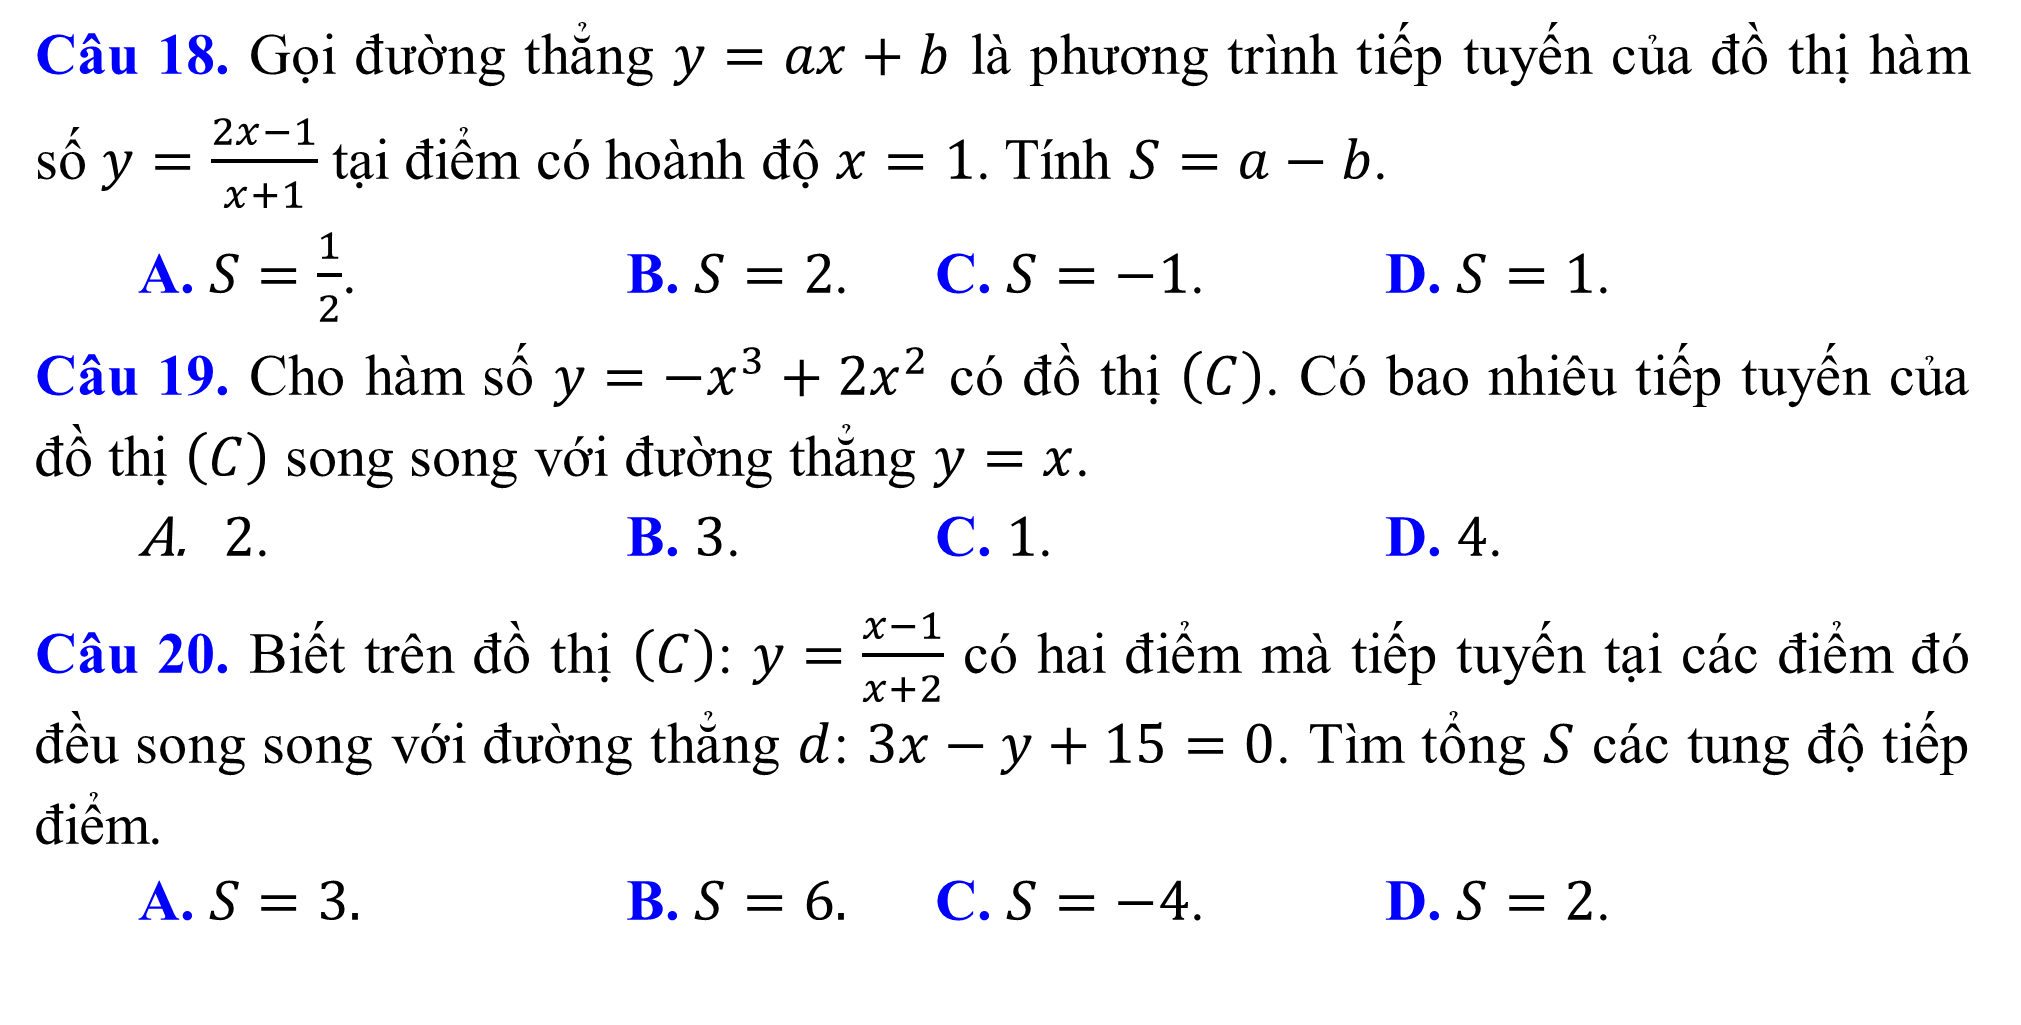 Câu 18. Gọi đường thẳng y = ax + b là phương trình tiếp tuyến của đồ thị hàm
số y = \frac{2x−1}{x+1} tại điểm có hoành độ x = 1. Tính S = a − b.
A. S = \frac{1}{2}. B. S = 2. C. S = −1. D. S = 1.
Câu 19. Cho hàm số y = −x³ + 2x² có đồ thị (C). Có bao nhiêu tiếp tuyến của
đồ thị (C) song song với đường thẳng y = x.
A. 2. B. 3. C. 1. D. 4.
Câu 20. Biết trên đồ thị (C): y = \frac{x−1}{x+2} có hai điểm mà tiếp tuyến tại các điểm đó
đều song song với đường thẳng d: 3x − y + 15 = 0. Tìm tổng S các tung độ tiếp
điểm.
A. S = 3. B. S = 6. C. S = −4. D. S = 2.